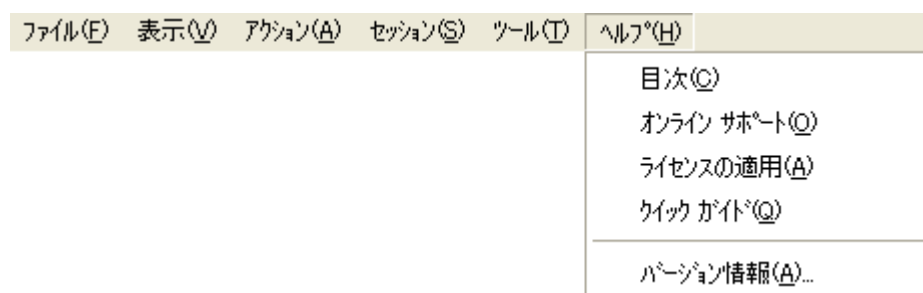 ファイル(F) 表示(V) アクション(A) セッション(S) ツール(T) ヘルプ(H)
目次(C)
オンライン サポート(O)
ライセンスの適用(A)
クイック ガイド(Q)
バージョン情報(A)...